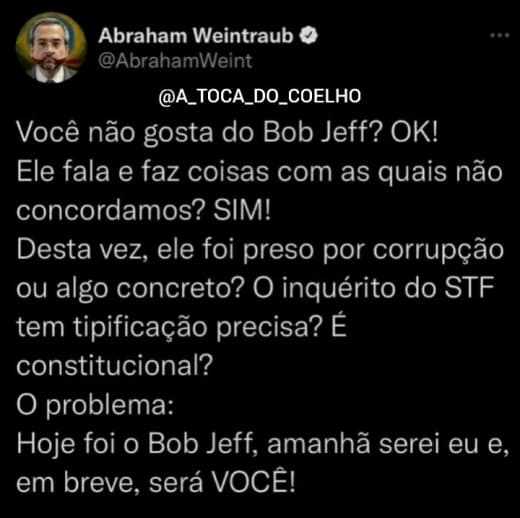 Abraham Weintraub
@AbrahamWeint
@A_TOCA_DO_COELHO
Você não gosta do Bob Jeff? OK!
Ele fala e faz coisas com as quais não
concordamos? SIM!
Desta vez, ele foi preso por corrupção
ou algo concreto? O inquérito do STF
tem tipificação precisa? É
constitucional?
O problema:
Hoje foi o Bob Jeff, amanhã serei eu e,
em breve, será VOCÊ!